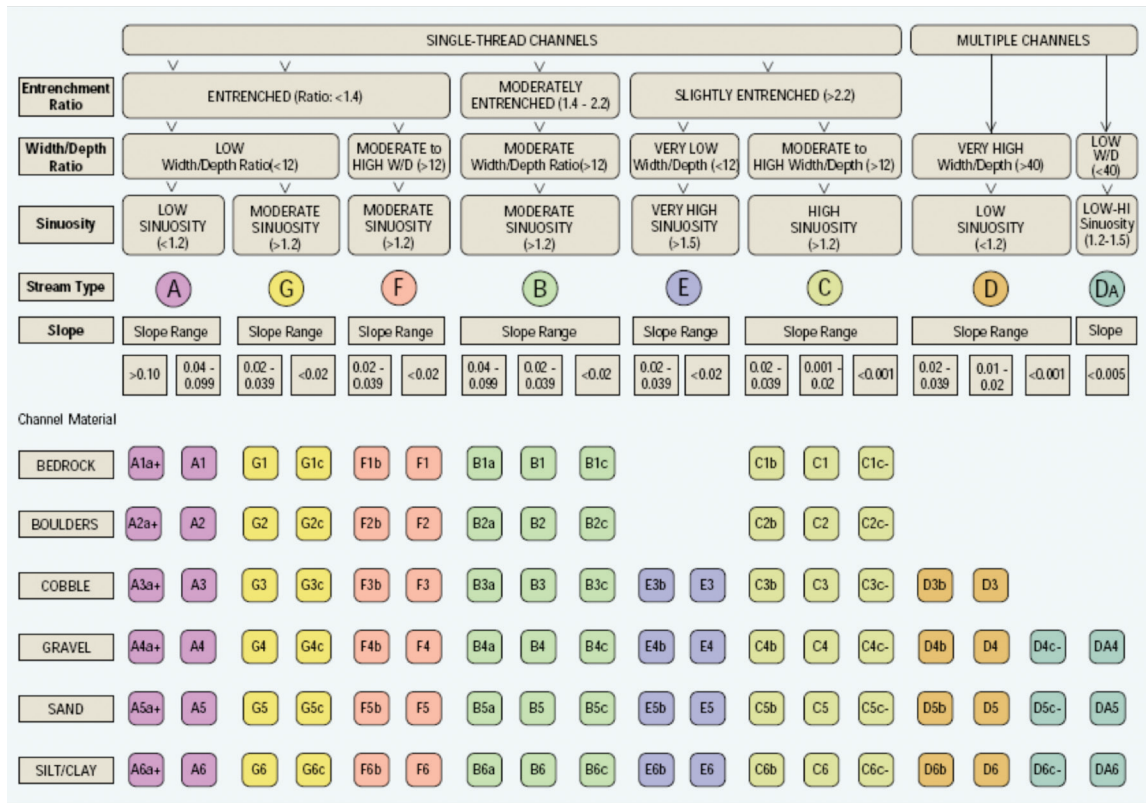 SINGLE-THREAD CHANNELS
MULTIPLE CHANNELS
Entrenchment
Ratio
ENTRENCHED (Ratio: <1.4)
MODERATELY
ENTRENCHED (1.4 - 2.2)
SLIGHTLY ENTRENCHED (>2.2)
Width/Depth
Ratio
LOW
Width/Depth Ratio(<12)
MODERATE to
HIGH W/D (>12)
MODERATE
Width/Depth Ratio(>12)
VERY LOW
Width/Depth (<12)
MODERATE to
HIGH Width/Depth (>12)
VERY HIGH
Width/Depth (>40)
LOW
W/D
(<40)
Sinuosity
LOW
SINUOSITY
(<1.2)
MODERATE
SINUOSITY
(>1.2)
MODERATE
SINUOSITY
(>1.2)
MODERATE
SINUOSITY
(>1.2)
VERY HIGH
SINUOSITY
(>1.5)
HIGH
SINUOSITY
(>1.2)
LOW
SINUOSITY
(<1.2)
LOW-HI
Sinuosity
(1.2-1.5)
Stream Type
A G F B E C D DA
Slope
Slope Range
Slope Range
Slope Range
Slope Range
Slope Range
Slope Range
Slope Range
Slope
>0.10
0.04 -
0.099
0.02 -
0.039
<0.02
0.02 -
0.039
<0.02
0.04 -
0.099
0.02 -
0.039
<0.02
0.02 -
0.039
<0.02
0.02 -
0.039
0.001 -
0.02
<0.001
0.02 -
0.039
0.01 -
0.02
<0.001
<0.005
Channel Material
BEDROCK A1a+ A1 G1 G1c F1b F1 B1a B1 B1c C1b C1 C1c-
BOULDERS A2a+ A2 G2 G2c F2b F2 B2a B2 B2c C2b C2 C2c-
COBBLE A3a+ A3 G3 G3c F3b F3 B3a B3 B3c E3b E3 C3b C3 C3c- D3b D3
GRAVEL A4a+ A4 G4 G4c F4b F4 B4a B4 B4c E4b E4 C4b C4 C4c- D4b D4 D4c- DA4
SAND A5a+ A5 G5 G5c F5b F5 B5a B5 B5c E5b E5 C5b C5 C5c- D5b D5 D5c- DA5
SILT/CLAY A6a+ A6 G6 G6c F6b F6 B6a B6 B6c E6b E6 C6b C6 C6c- D6b D6 D6c- DA6